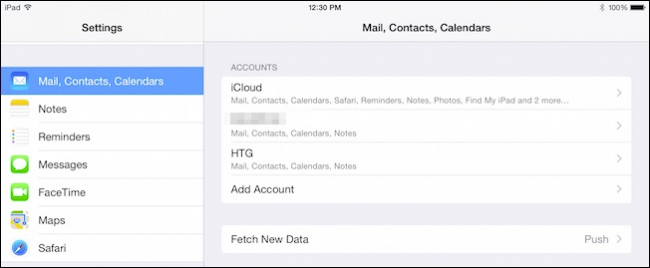 iPad 12:30 PM 100%
Settings
Mail, Contacts, Calendars
Notes
Reminders
Messages
FaceTime
Maps
Safari
Mail, Contacts, Calendars
ACCOUNTS
iCloud
Mail, Contacts, Calendars, Safari, Reminders, Notes, Photos, Find My iPad and 2 more...
Mail, Contacts, Calendars, Notes
HTG
Mail, Contacts, Calendars, Notes
Add Account
Fetch New Data Push